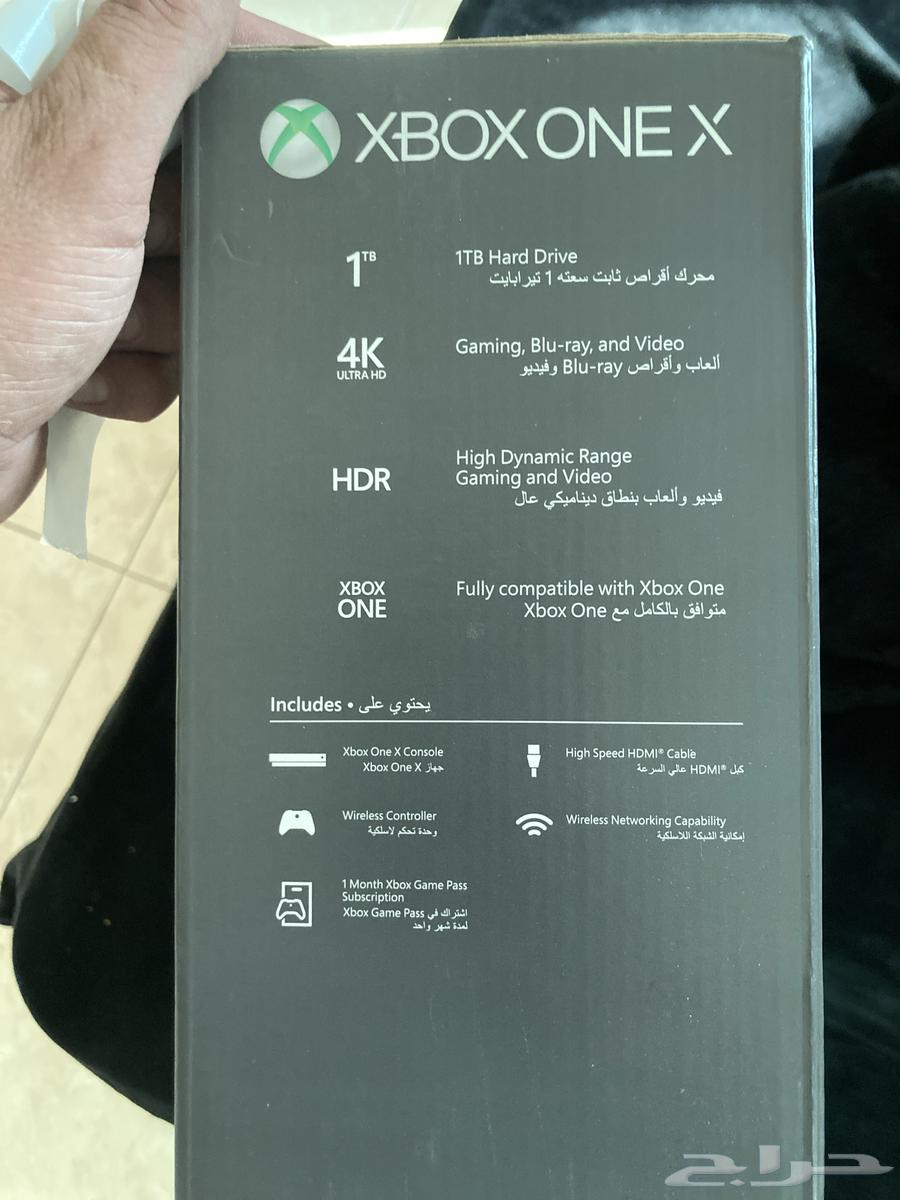 XBOX ONE X
1TB
1TB Hard Drive
محرك أقراص ثابت سعته 1 تيرابايت
4K
ULTRA HD
Gaming, Blu-ray, and Video
ألعاب وأقراص Blu-ray وفيديو
HDR
High Dynamic Range
Gaming and Video
فيديو وألعاب بنطاق ديناميكي عال
XBOX
ONE
Fully compatible with Xbox One
متوافق بالكامل مع Xbox One
Includes • يحتوي على
Xbox One X Console
جهاز Xbox One X
High Speed HDMI® Cable
كبل HDMI® عالي السرعة
Wireless Controller
وحدة تحكم لاسلكية
Wireless Networking Capability
إمكانية الشبكة اللاسلكية
1 Month Xbox Game Pass
Subscription
اشتراك في Xbox Game Pass
لمدة شهر واحد
حراج